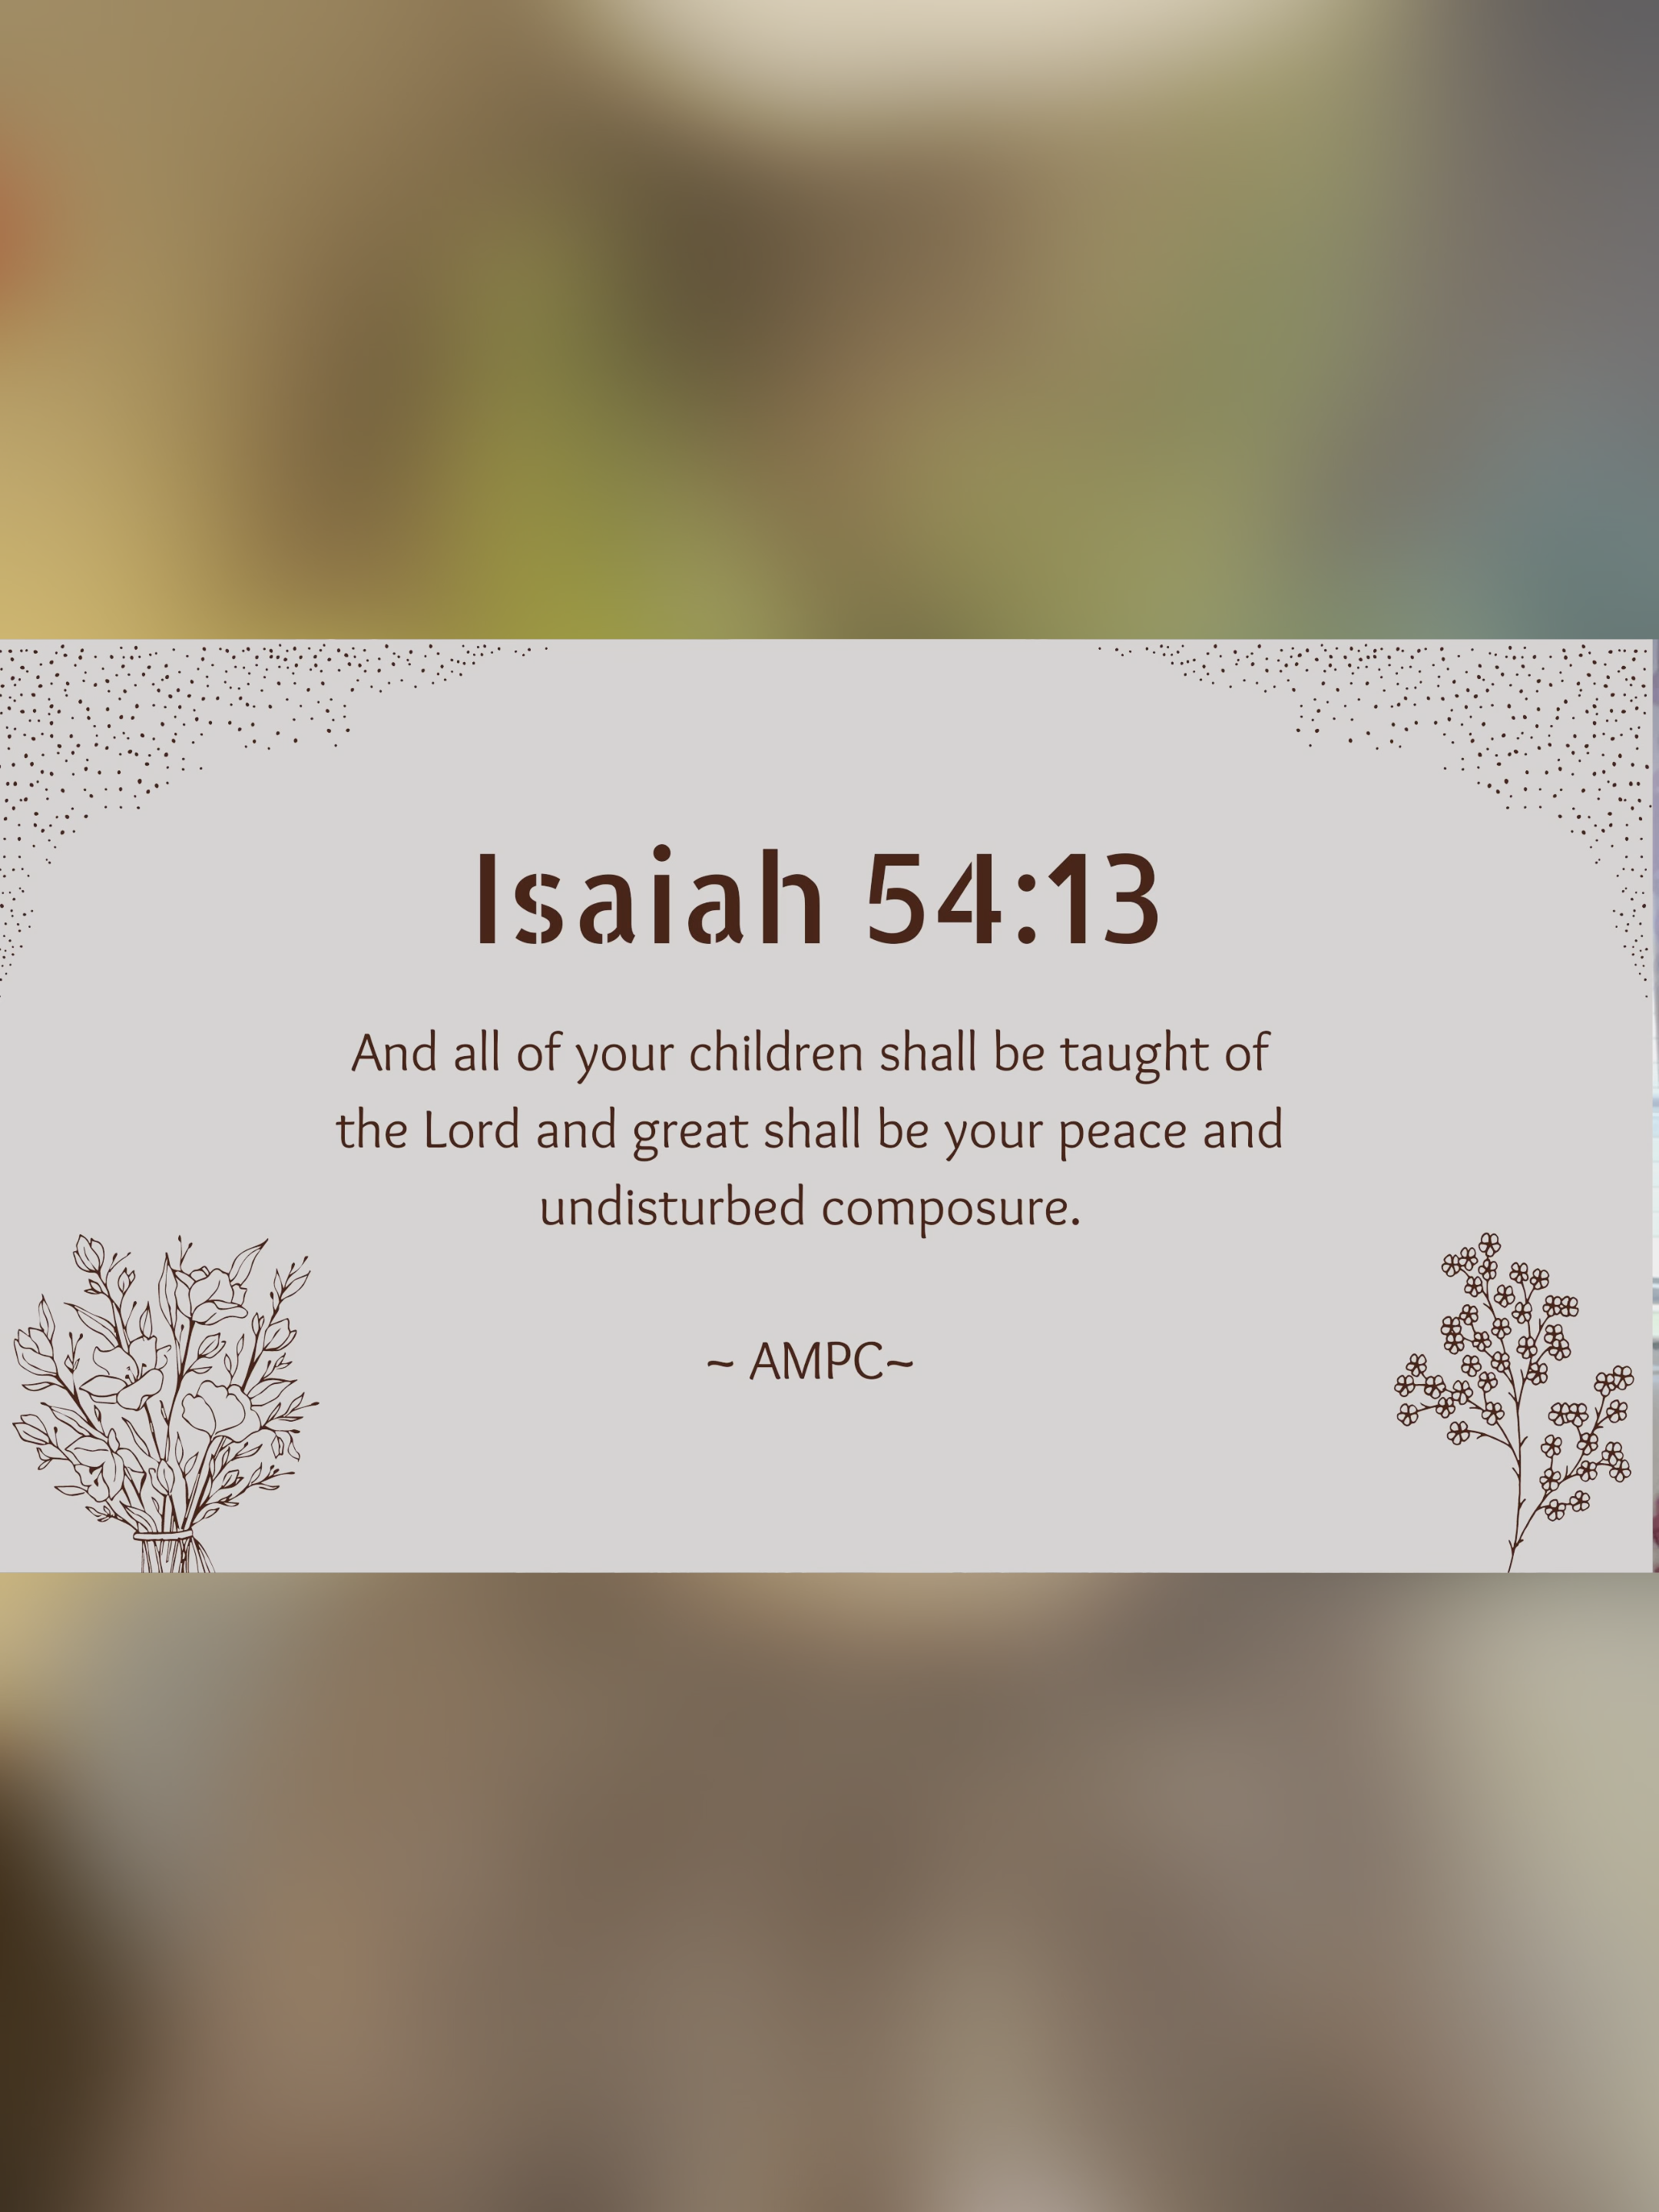 Isaiah 54:13
And all of your children shall be taught of
the Lord and great shall be your peace and
undisturbed composure.
~ AMPC~